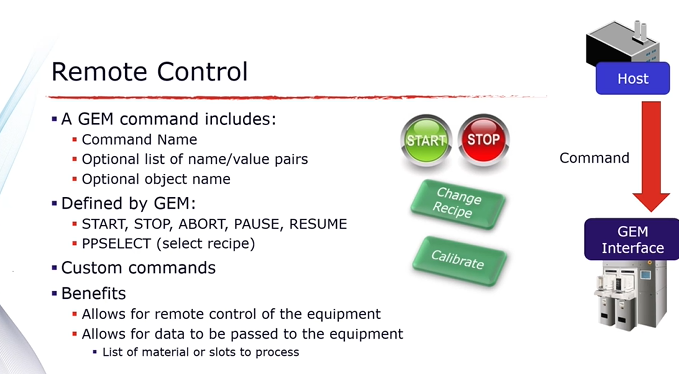 Remote Control
A GEM command includes:
Command Name
Optional list of name/value pairs
Optional object name
Defined by GEM:
START, STOP, ABORT, PAUSE, RESUME
PPSELECT (select recipe)
Custom commands
Benefits
Allows for remote control of the equipment
Allows for data to be passed to the equipment
List of material or slots to process
START
STOP
Change
Recipe
Calibrate
Host
Command
GEM
Interface